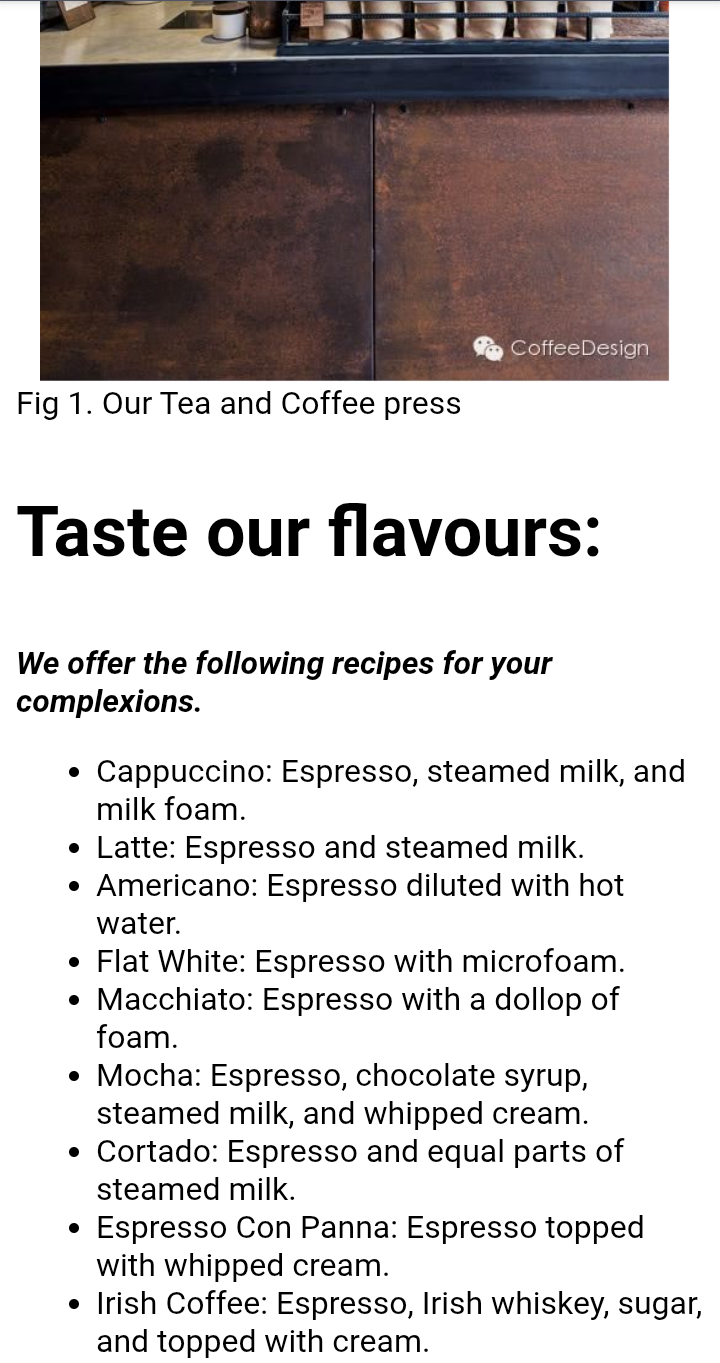 CoffeeDesign
Fig 1. Our Tea and Coffee press
Taste our flavours:
We offer the following recipes for your
complexions.
• Cappuccino: Espresso, steamed milk, and
milk foam.
• Latte: Espresso and steamed milk.
• Americano: Espresso diluted with hot
water.
• Flat White: Espresso with microfoam.
• Macchiato: Espresso with a dollop of
foam.
• Mocha: Espresso, chocolate syrup,
steamed milk, and whipped cream.
• Cortado: Espresso and equal parts of
steamed milk.
• Espresso Con Panna: Espresso topped
with whipped cream.
• Irish Coffee: Espresso, Irish whiskey, sugar,
and topped with cream.